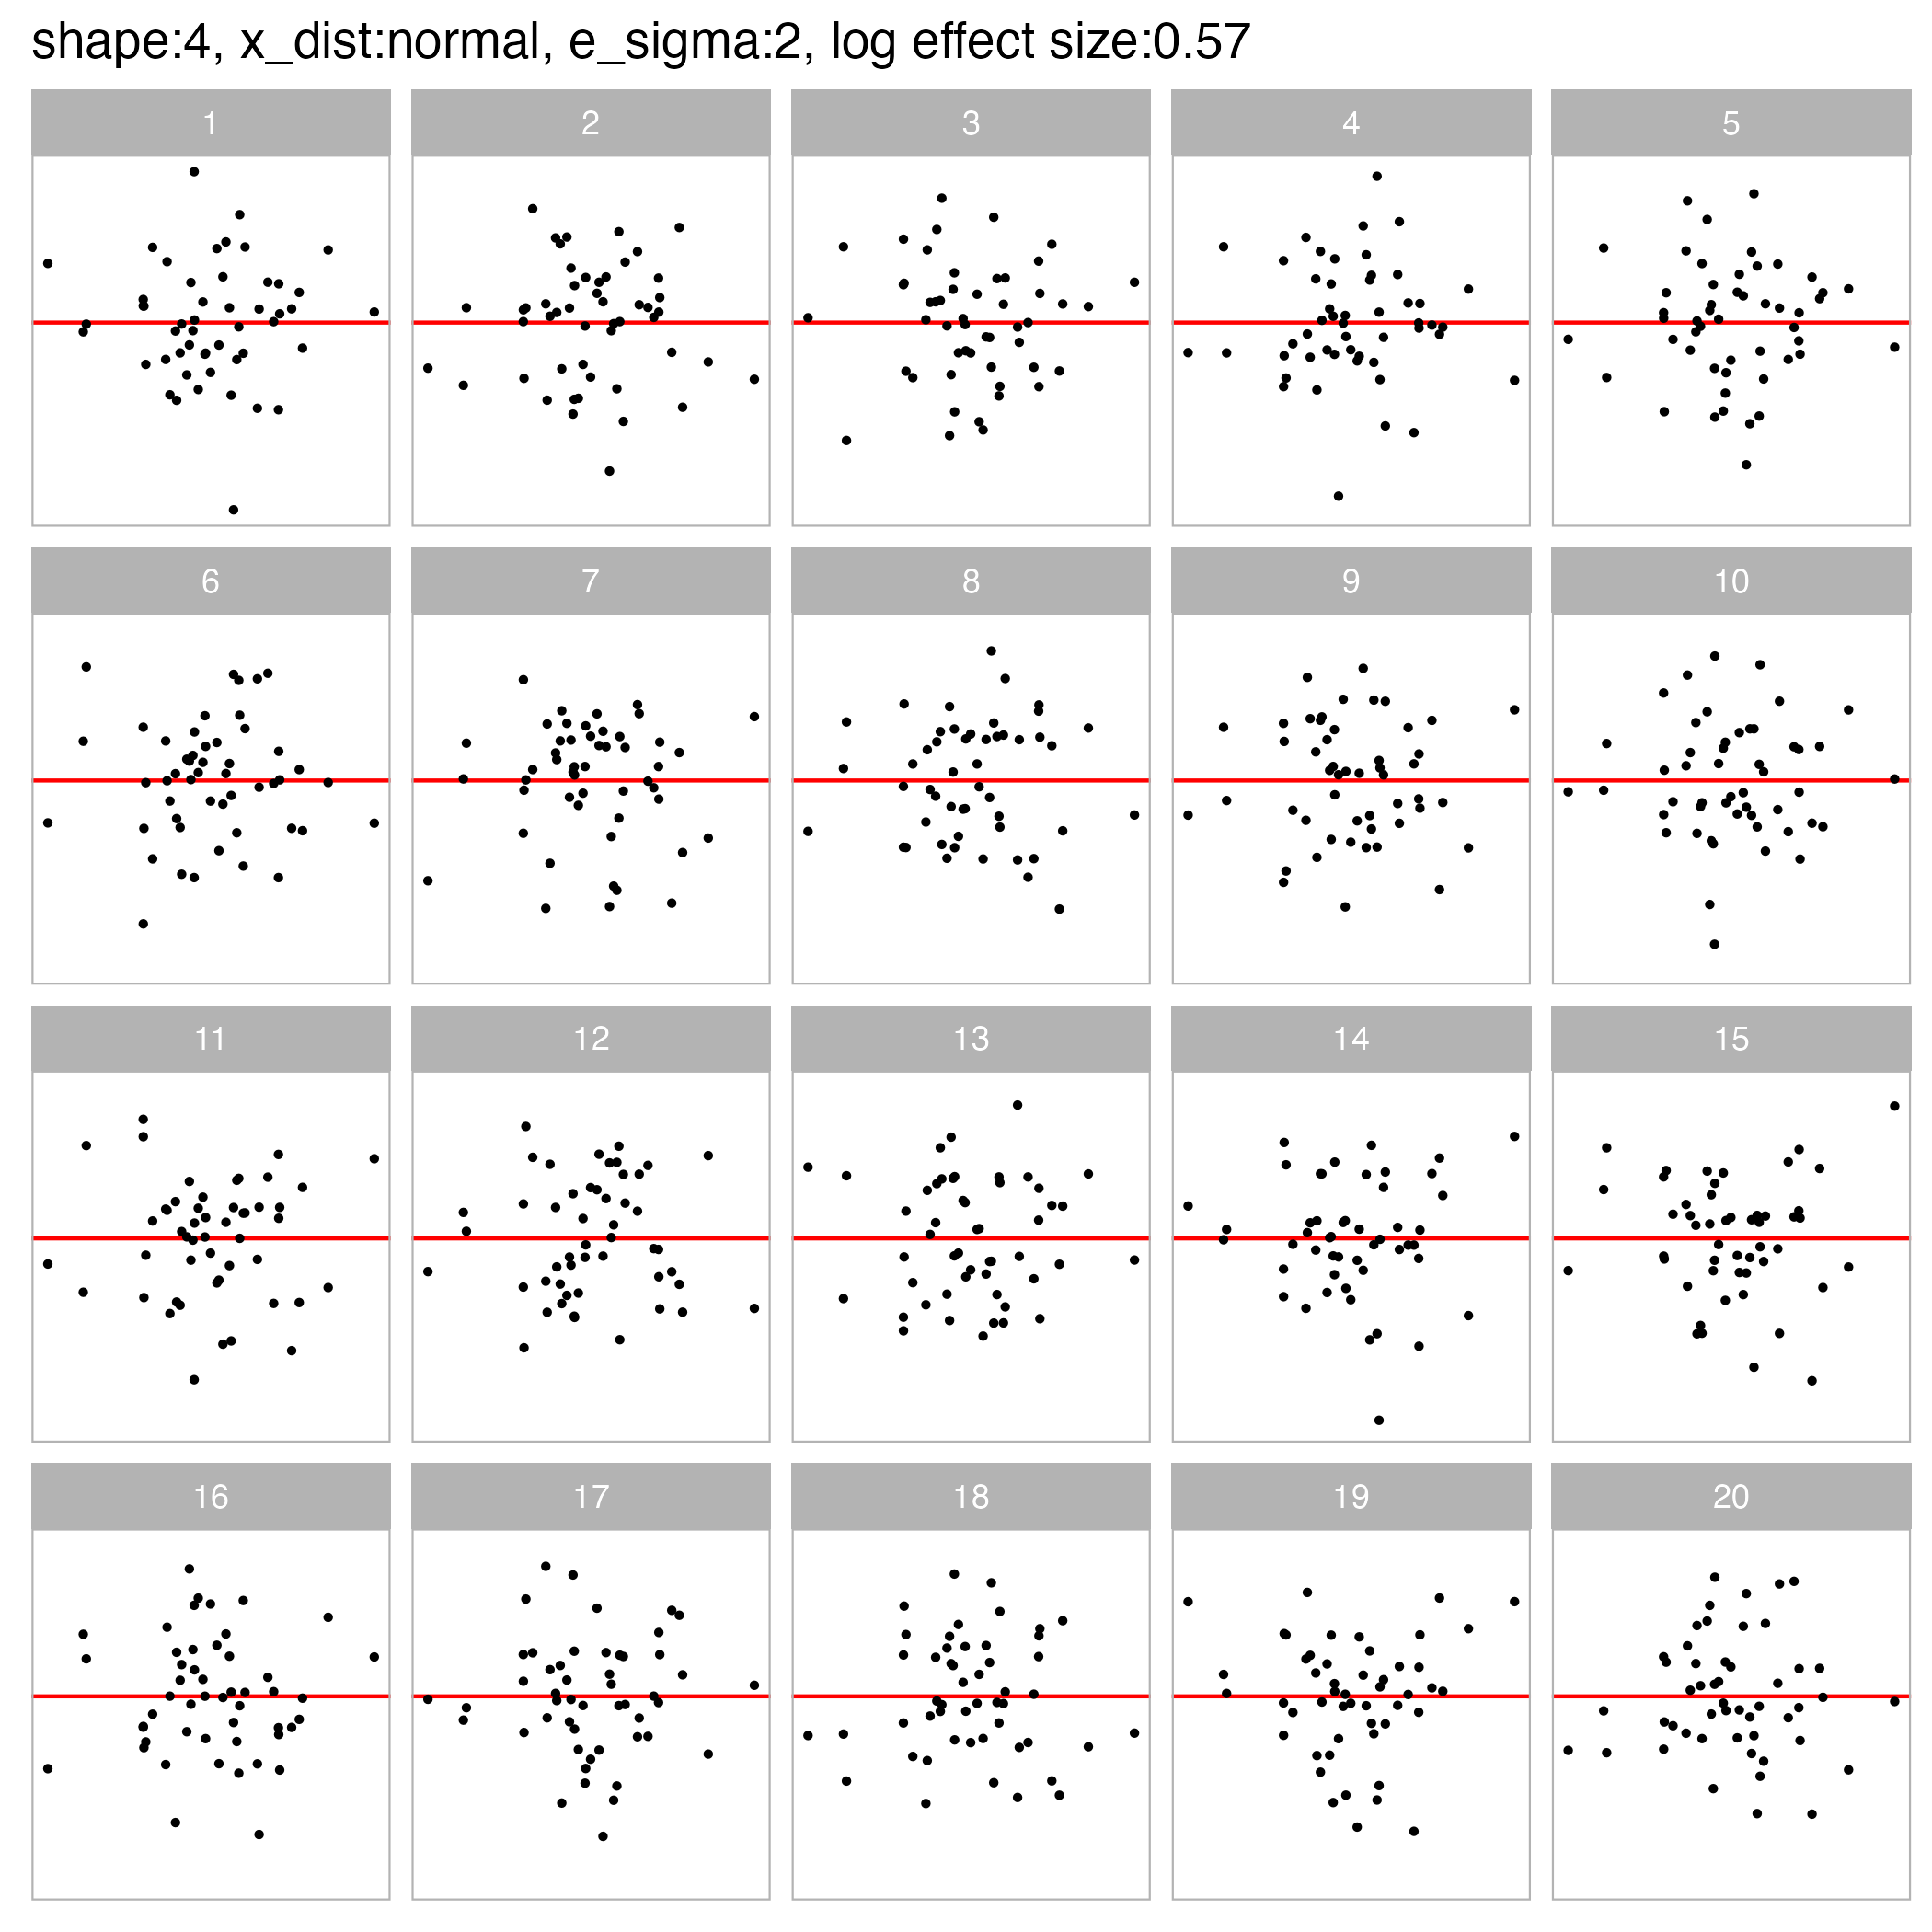 shape:4, x_dist:normal, e_sigma:2, log effect size:0.57
1 2 3 4 5
6 7 8 9 10
11 12 13 14 15
16 17 18 19 20